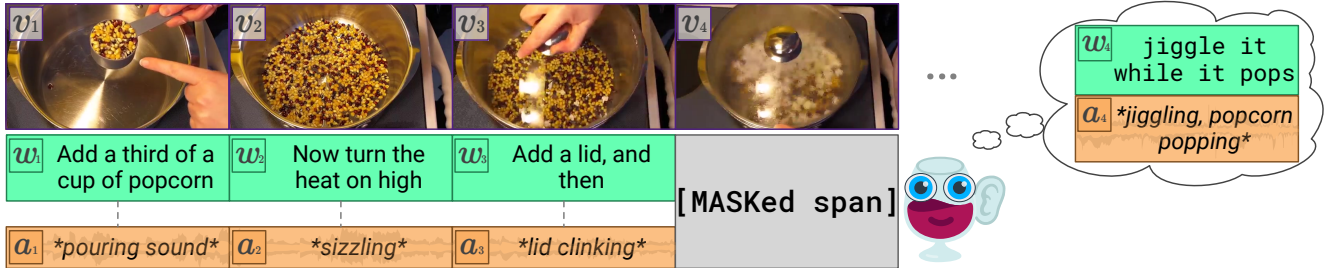 v1
v2
v3
v4
...
w1 Add a third of a
cup of popcorn
w2 Now turn the
heat on high
w3 Add a lid, and
then
[MASKed span]
a1 *pouring sound*
a2 *sizzling*
a3 *lid clinking*
w4 jiggle it
while it pops
a4 *jiggling, popcorn
popping*